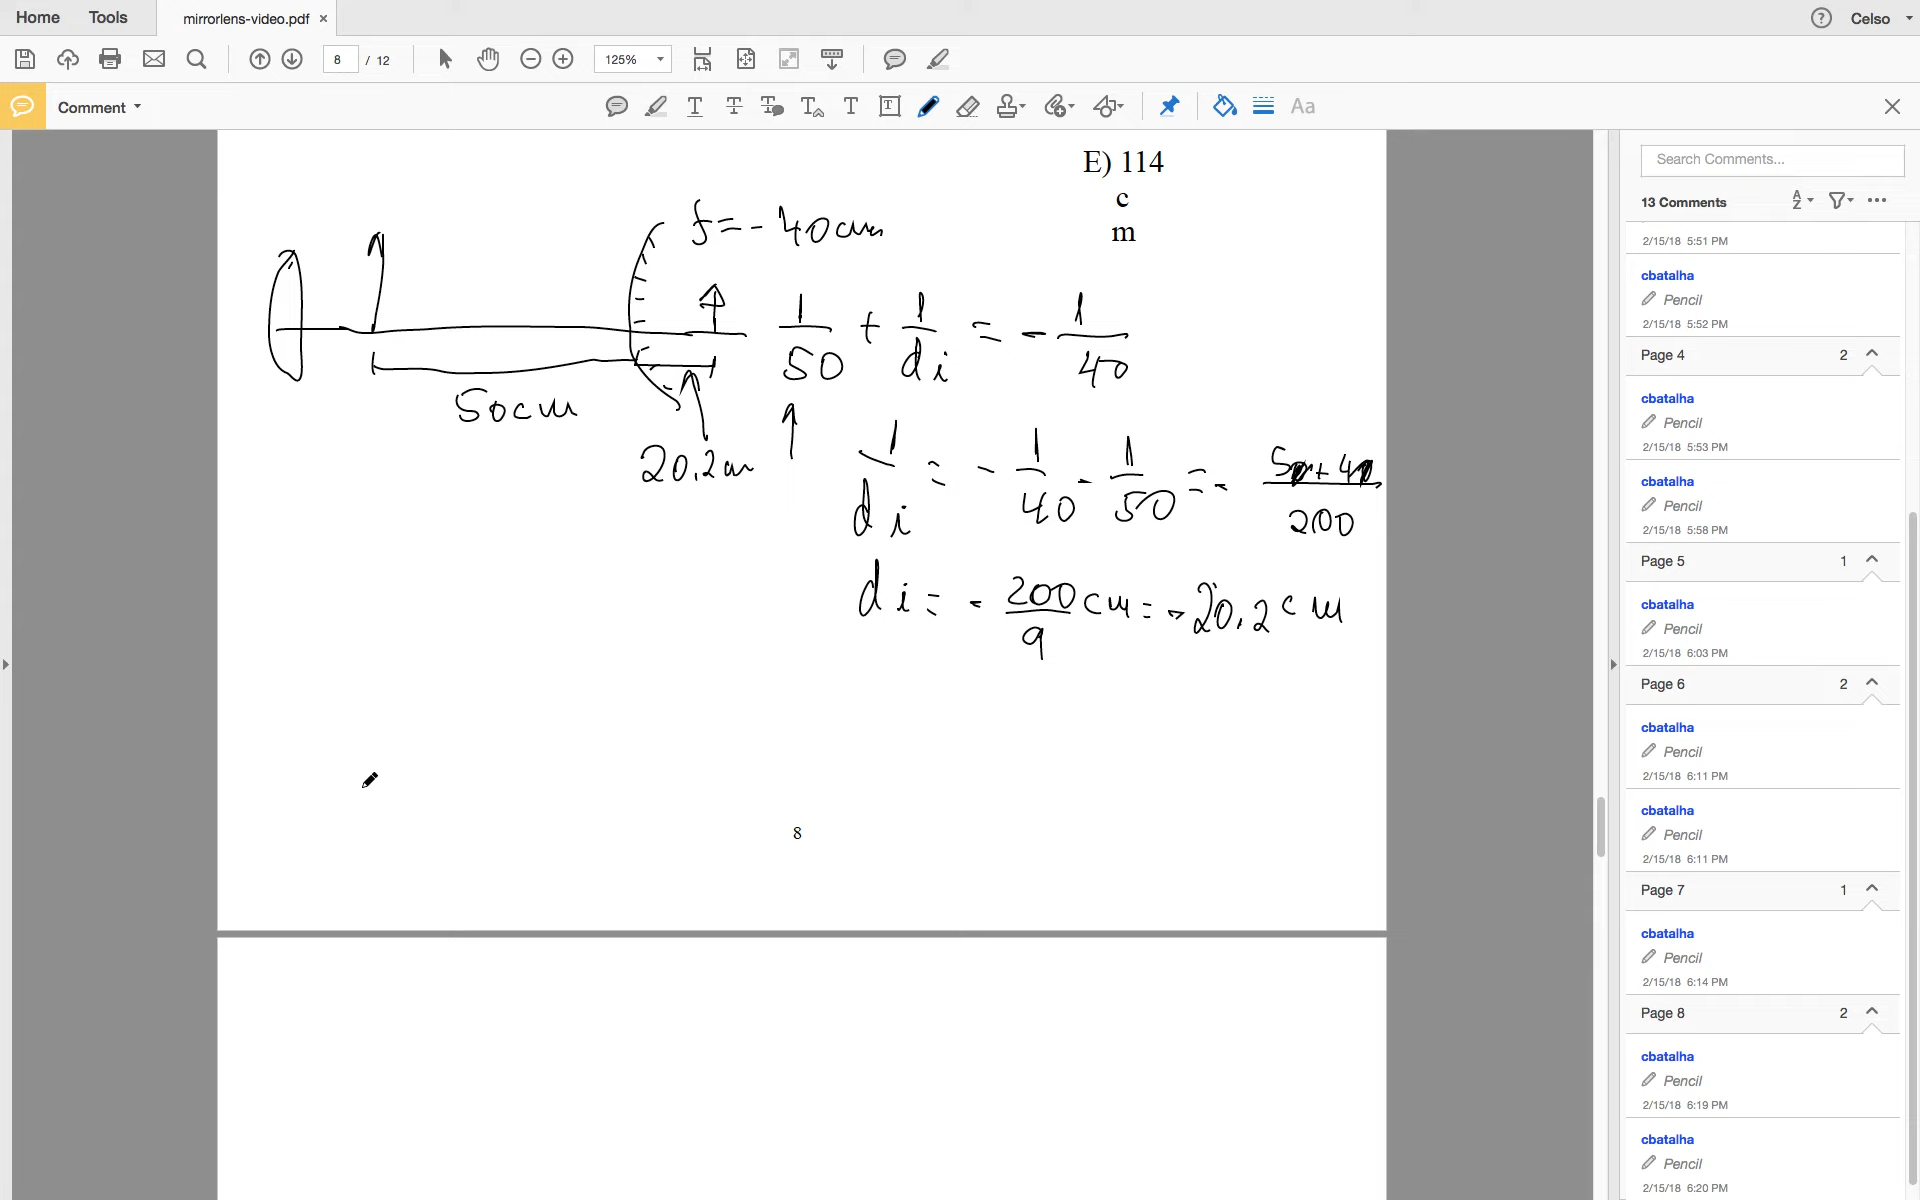 Home Tools mirrorlens-video.pdf × ? Celso
8 / 12 125%
Comment T T T T T T Aa
E) 114
c
m
f = - 40cm
1/50 + 1/di = - 1/40
50cm
20.2cm
1/di = - 1/40 - 1/50 = - 5+4/200
di = - 200/9 cm = - 20.2 cm
8
Search Comments...
13 Comments
2/15/18 5:51 PM
cbatalha
Pencil
2/15/18 5:52 PM
Page 4 2
cbatalha
Pencil
2/15/18 5:53 PM
cbatalha
Pencil
2/15/18 5:58 PM
Page 5 1
cbatalha
Pencil
2/15/18 6:03 PM
Page 6 2
cbatalha
Pencil
2/15/18 6:11 PM
cbatalha
Pencil
2/15/18 6:11 PM
Page 7 1
cbatalha
Pencil
2/15/18 6:14 PM
Page 8 2
cbatalha
Pencil
2/15/18 6:19 PM
cbatalha
Pencil
2/15/18 6:20 PM